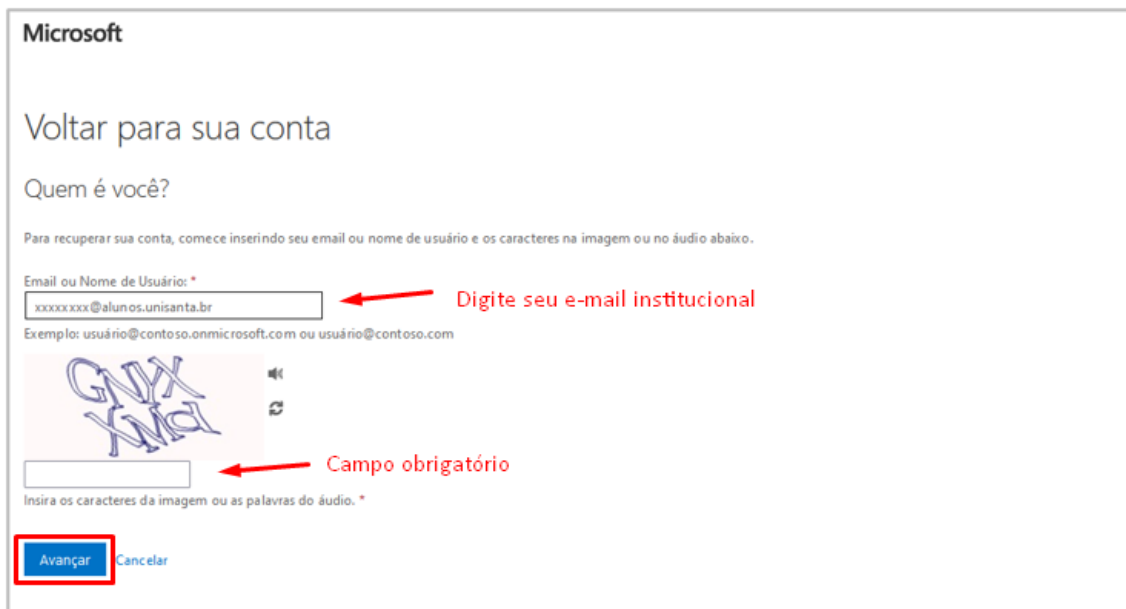 Microsoft
Voltar para sua conta
Quem é você?
Para recuperar sua conta, comece inserindo seu email ou nome de usuário e os caracteres na imagem ou no áudio abaixo.
Email ou Nome de Usuário: *
xxxxxxxx@alunos.unisanta.br
Digite seu e-mail institucional
Exemplo: usuário@contoso.onmicrosoft.com ou usuário@contoso.com
Campo obrigatório
Insira os caracteres da imagem ou as palavras do áudio. *
Avançar Cancelar